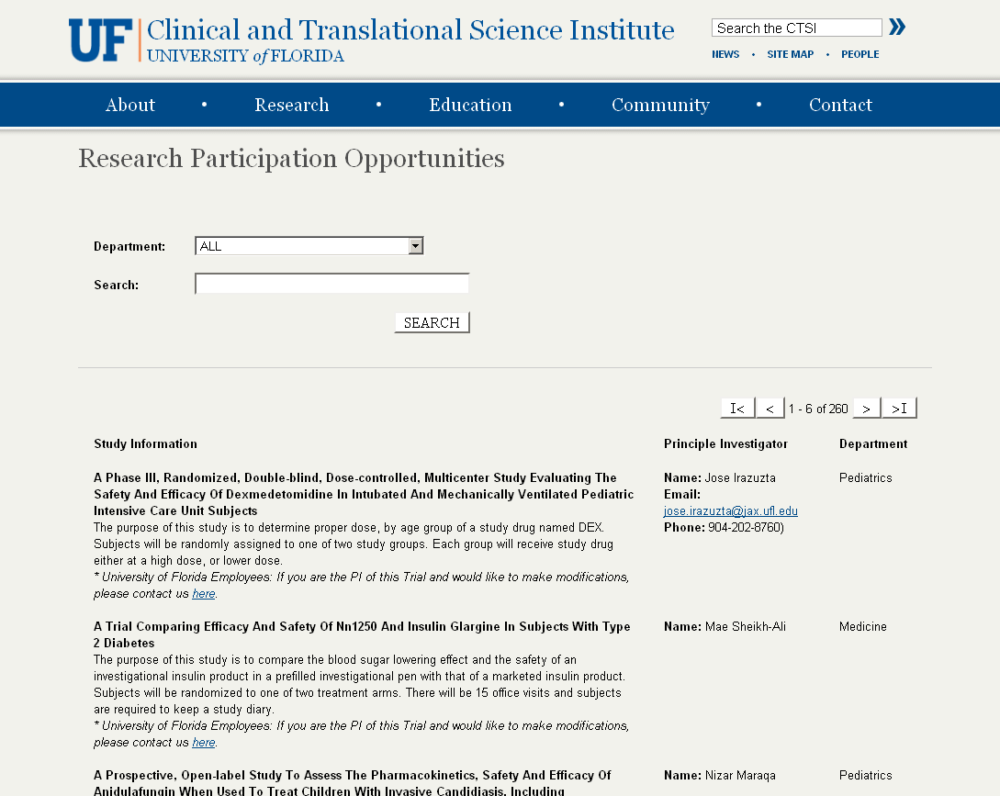 UF Clinical and Translational Science Institute
UNIVERSITY of FLORIDA
Search the CTSI
NEWS • SITE MAP • PEOPLE
About • Research • Education • Community • Contact
Research Participation Opportunities
Department: ALL
Search:
SEARCH
I< < 1 - 6 of 260 > >I
Study Information Principle Investigator Department
A Phase III, Randomized, Double-blind, Dose-controlled, Multicenter Study Evaluating The
Safety And Efficacy Of Dexmedetomidine In Intubated And Mechanically Ventilated Pediatric
Intensive Care Unit Subjects
The purpose of this study is to determine proper dose, by age group of a study drug named DEX.
Subjects will be randomly assigned to one of two study groups. Each group will receive study drug
either at a high dose, or lower dose.
* University of Florida Employees: If you are the PI of this Trial and would like to make modifications,
please contact us here.
Name: Jose Irazuzta
Email:
jose.irazuzta@jax.ufl.edu
Phone: 904-202-8760)
Pediatrics
A Trial Comparing Efficacy And Safety Of Nn1250 And Insulin Glargine In Subjects With Type
2 Diabetes
The purpose of this study is to compare the blood sugar lowering effect and the safety of an
investigational insulin product in a prefilled investigational pen with that of a marketed insulin product.
Subjects will be randomized to one of two treatment arms. There will be 15 office visits and subjects
are required to keep a study diary.
* University of Florida Employees: If you are the PI of this Trial and would like to make modifications,
please contact us here.
Name: Mae Sheikh-Ali
Medicine
A Prospective, Open-label Study To Assess The Pharmacokinetics, Safety And Efficacy Of
Anidulafungin When Used To Treat Children With Invasive Candidiasis, Including
Name: Nizar Maraqa
Pediatrics